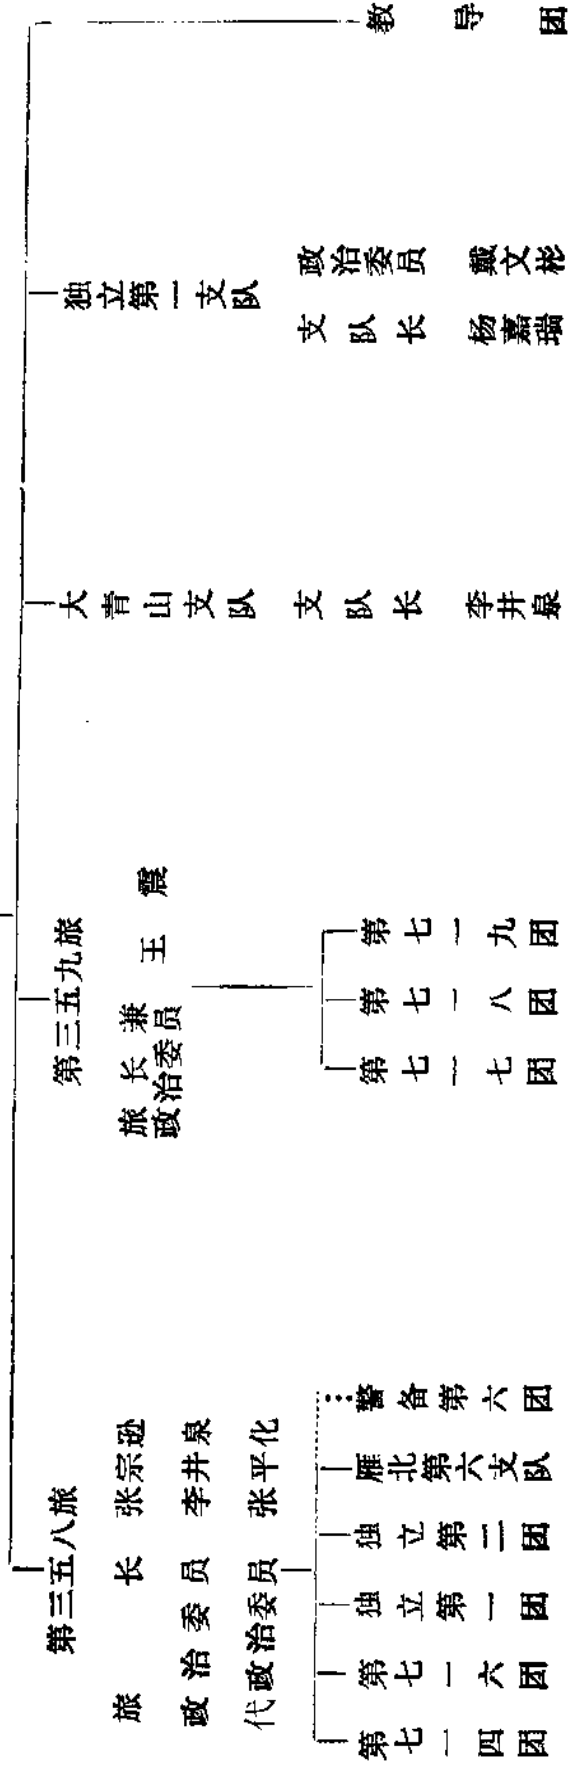 第三五八旅
旅长 张宗逊
政治委员 李井泉
代政治委员 张平化
第七一四团
第七一六团
独立第一团
独立第二团
雁北第六支队
警备第六团
第三五九旅
旅长兼
政治委员 王震
第七一七团
第七一八团
第七一九团
大青山支队 支队长 李井泉
独立第一支队
支队长 杨嘉瑞
政治委员 戴文彬
教导团